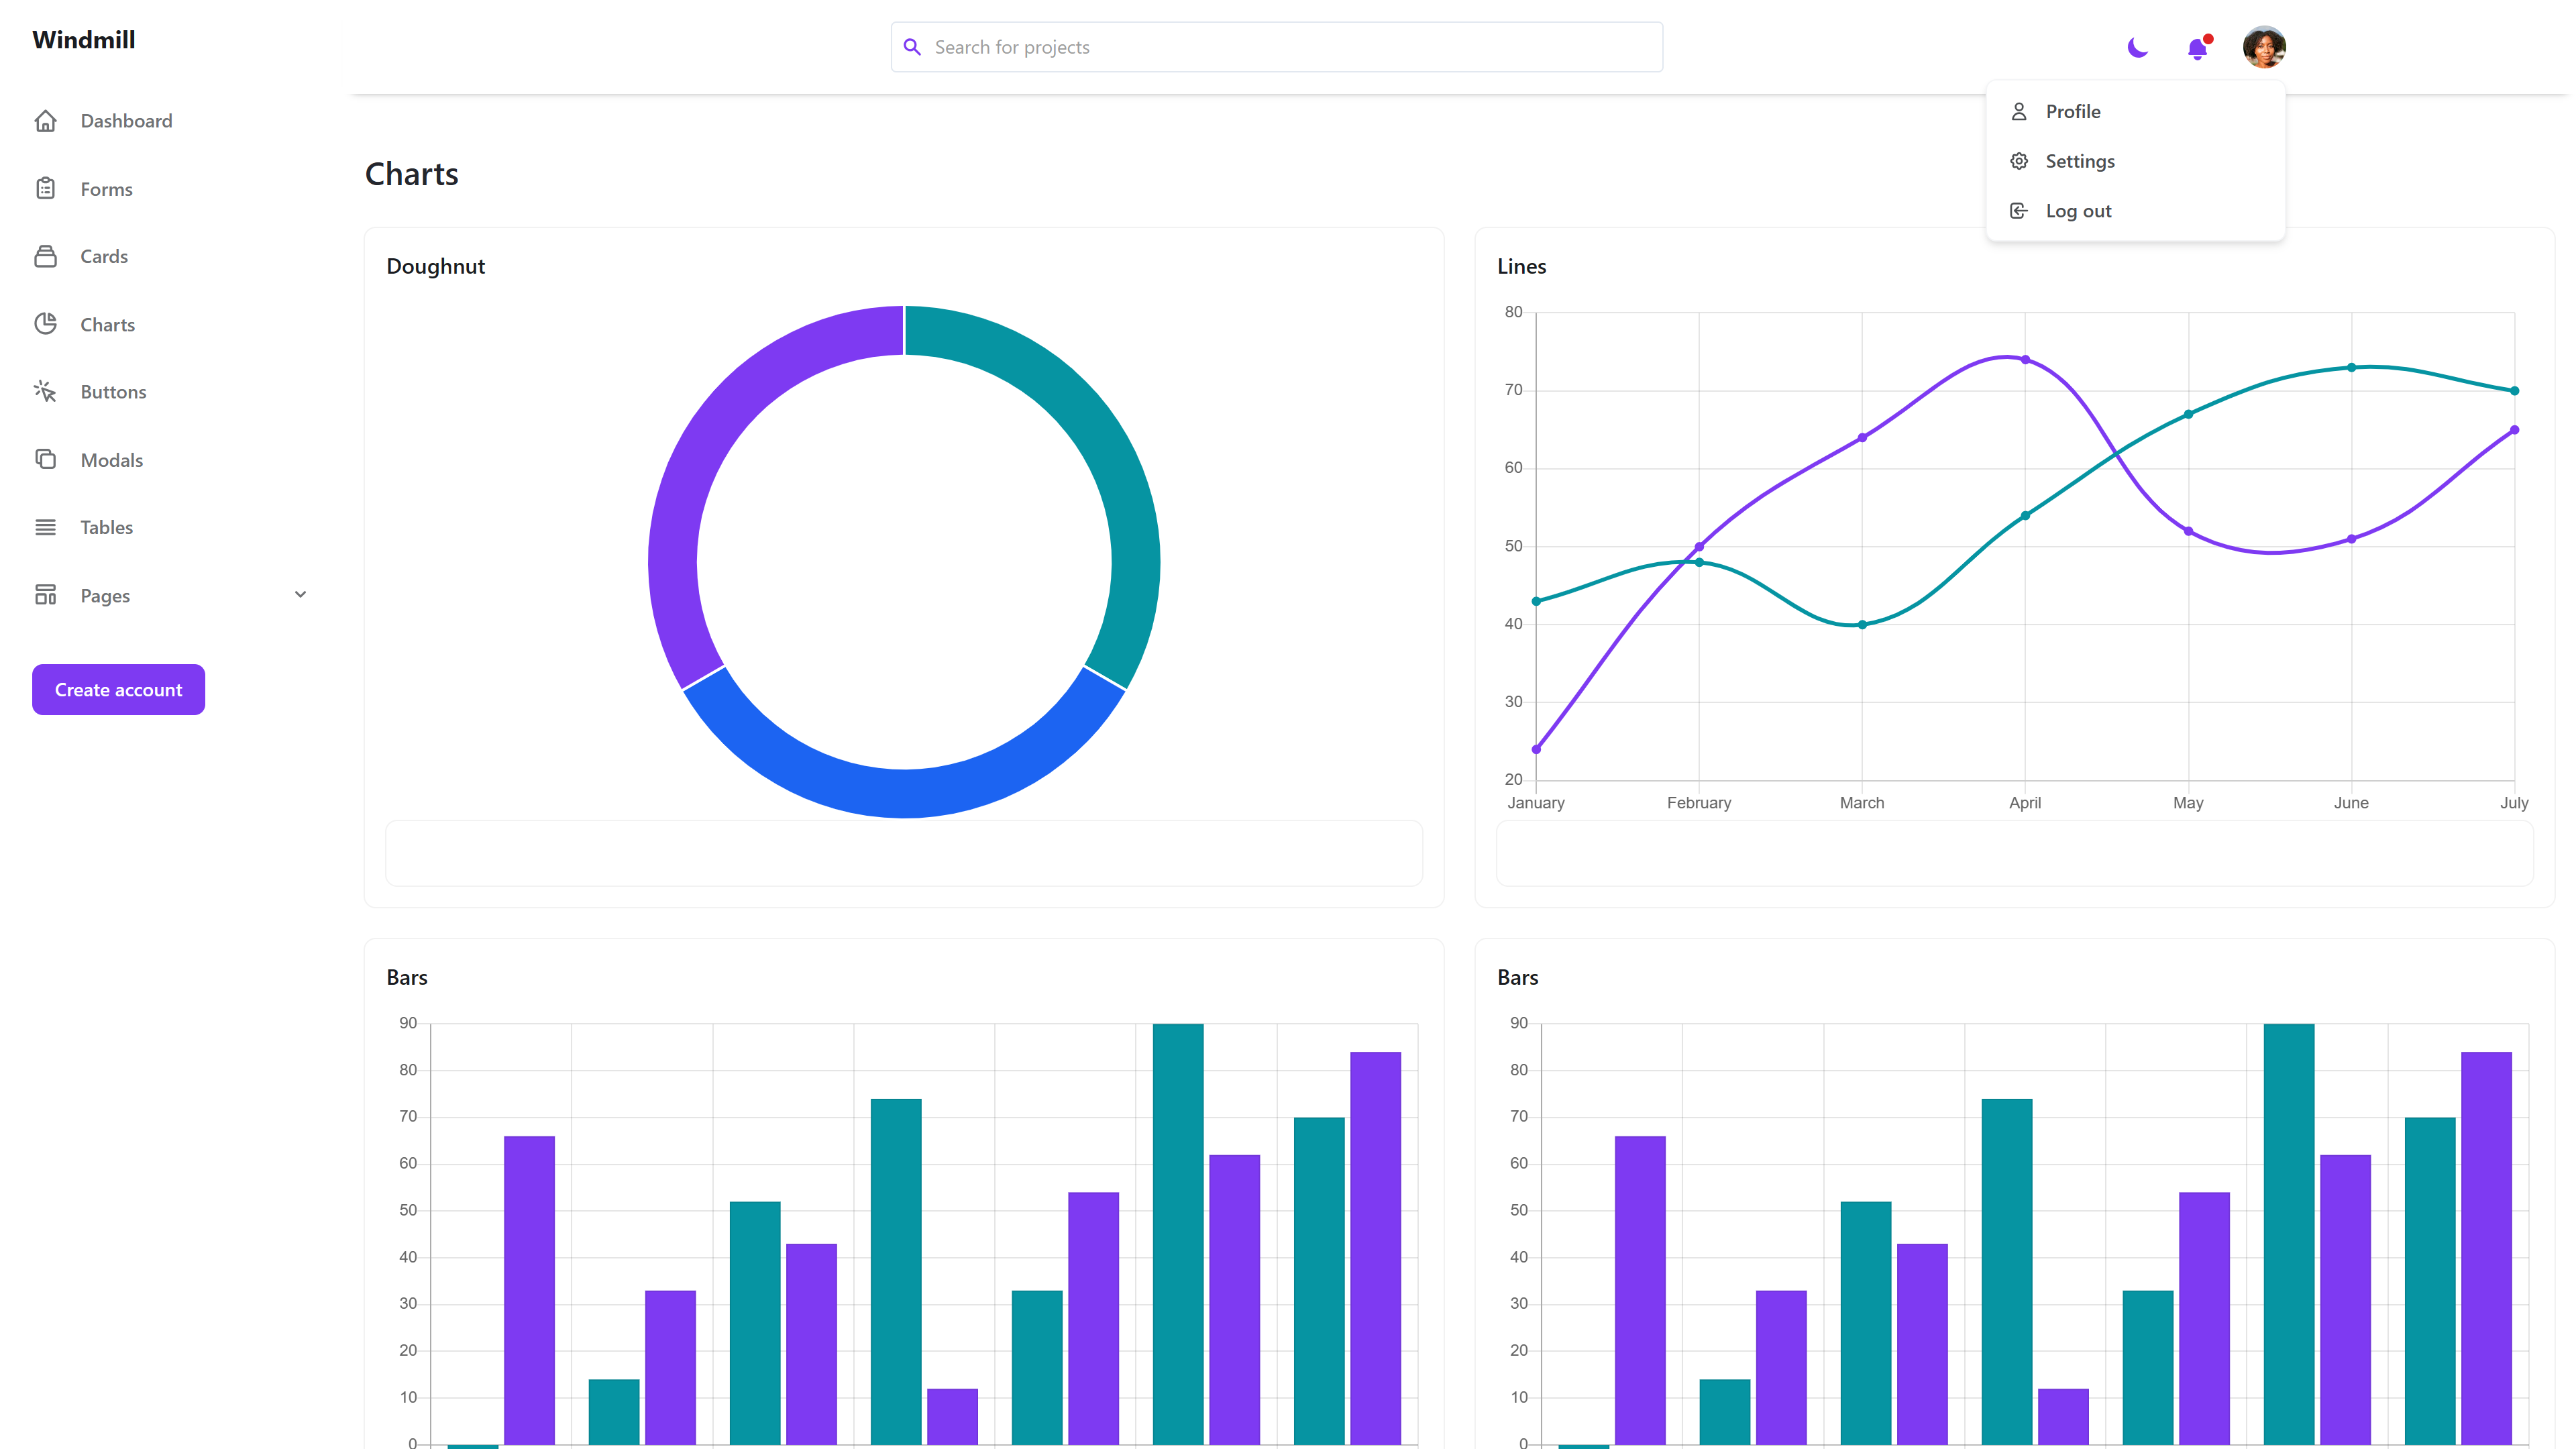 Windmill
Search for projects
Dashboard
Forms
Cards
Charts
Buttons
Modals
Tables
Pages
Create account
Profile
Settings
Log out
Charts
Doughnut
Lines
80
70
60
50
40
30
20
January February March April May June July
Bars
90
80
70
60
50
40
30
20
10
0
Bars
90
80
70
60
50
40
30
20
10
0